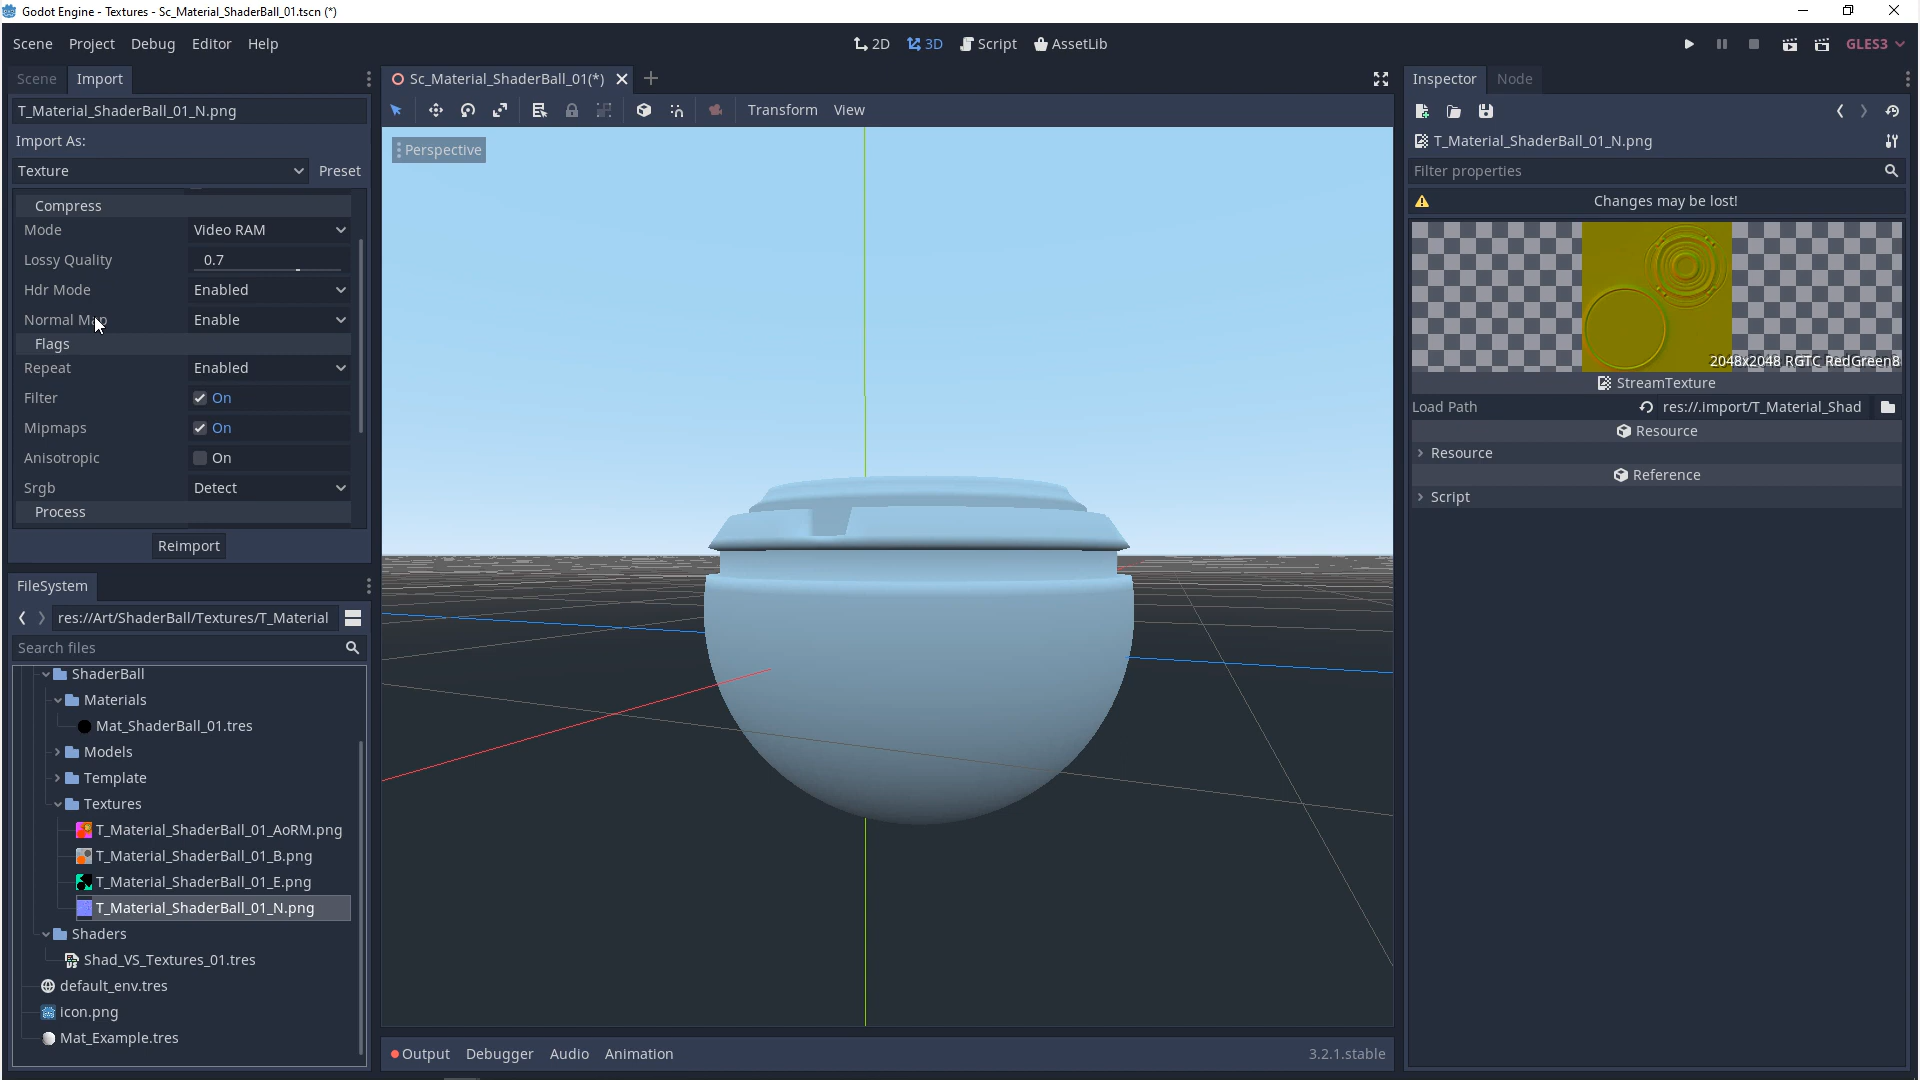 Godot Engine - Textures - Sc_Material_ShaderBall_01.tscn (*)
Scene Project Debug Editor Help
2D 3D Script AssetLib
GLES3
Scene Import
T_Material_ShaderBall_01_N.png
Import As:
Texture Preset
Compress
Mode Video RAM
Lossy Quality 0.7
Hdr Mode Enabled
Normal Map Enable
Flags
Repeat Enabled
Filter On
Mipmaps On
Anisotropic On
Srgb Detect
Process
Reimport
FileSystem
res://Art/ShaderBall/Textures/T_Material
Search files
ShaderBall
Materials
Mat_ShaderBall_01.tres
Models
Template
Textures
T_Material_ShaderBall_01_AoRM.png
T_Material_ShaderBall_01_B.png
T_Material_ShaderBall_01_E.png
T_Material_ShaderBall_01_N.png
Shaders
Shad_VS_Textures_01.tres
default_env.tres
icon.png
Mat_Example.tres
Sc_Material_ShaderBall_01(*)
Transform View
Perspective
Output Debugger Audio Animation 3.2.1.stable
Inspector Node
T_Material_ShaderBall_01_N.png
Filter properties
Changes may be lost!
2048x2048 RGTC RedGreen8
StreamTexture
Load Path res://.import/T_Material_Shad
Resource
Resource
Reference
Script